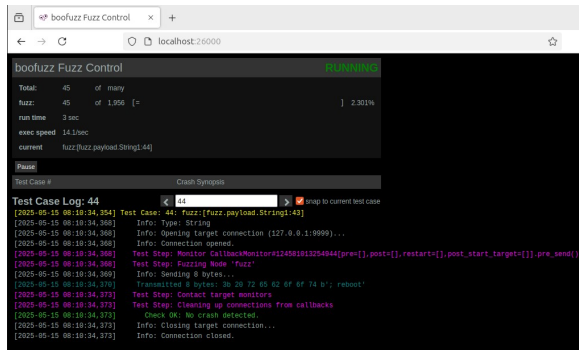 boofuzz Fuzz Control
localhost:26000
boofuzz Fuzz Control RUNNING
Total: 45 of many
fuzz: 45 of 1,956 [= ] 2.301%
run time 3 sec
exec speed 14.1/sec
current fuzz:[fuzz.payload.String1:44]
Pause
Test Case # Crash Synopsis
Test Case Log: 44 44 snap to current test case
[2025-05-15 08:10:34,354] Test Case: 44: fuzz:[fuzz.payload.String1:43]
[2025-05-15 08:10:34,368] Info: Type: String
[2025-05-15 08:10:34,368] Info: Opening target connection (127.0.0.1:9999)...
[2025-05-15 08:10:34,368] Info: Connection opened.
[2025-05-15 08:10:34,368] Test Step: Monitor CallbackMonitor#124581013254944[pre=[],post=[],restart=[],post_start_target=[]].pre_send()
[2025-05-15 08:10:34,368] Test Step: Fuzzing Node 'fuzz'
[2025-05-15 08:10:34,369] Info: Sending 8 bytes...
[2025-05-15 08:10:34,370] Transmitted 8 bytes: 3b 20 72 65 62 6f 6f 74 b'; reboot'
[2025-05-15 08:10:34,373] Test Step: Contact target monitors
[2025-05-15 08:10:34,373] Test Step: Cleaning up connections from callbacks
[2025-05-15 08:10:34,373] Check OK: No crash detected.
[2025-05-15 08:10:34,373] Info: Closing target connection...
[2025-05-15 08:10:34,373] Info: Connection closed.